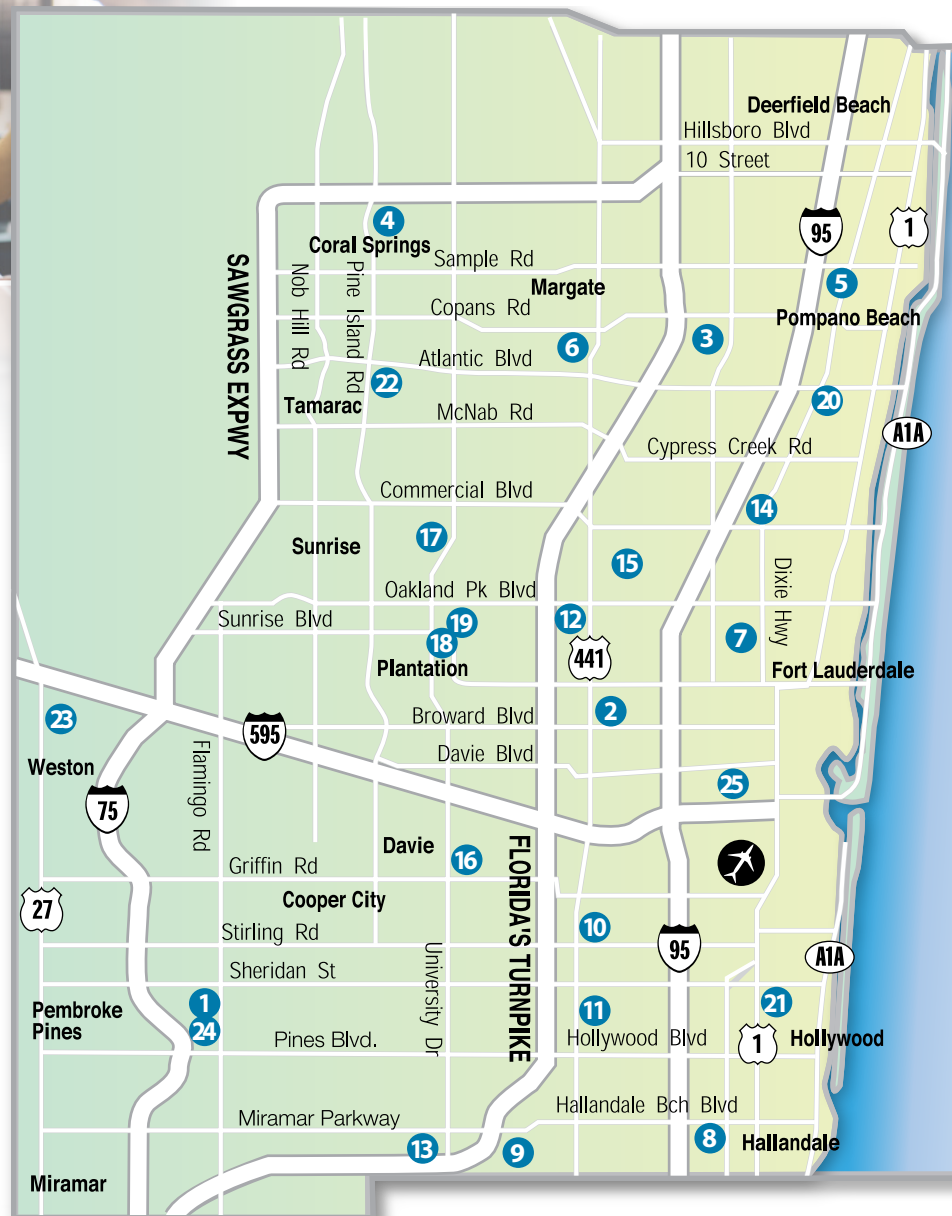 Deerfield Beach
Hillsboro Blvd
10 Street
4
Coral Springs
95
1
SAWGRASS EXPWY
Nob Hill Rd
Pine Island Rd
Sample Rd
Margate
5
Copans Rd
Pompano Beach
6
3
Atlantic Blvd
22
Tamarac
20
McNab Rd
A1A
Cypress Creek Rd
Commercial Blvd
14
17
Sunrise
15
Dixie Hwy
Oakland Pk Blvd
Sunrise Blvd
19
12
18
7
441
Plantation
Fort Lauderdale
23
Broward Blvd
2
595
Davie Blvd
Weston
Flamingo Rd
25
75
Davie
FLORIDA'S TURNPIKE
16
Griffin Rd
Cooper City
27
10
Stirling Rd
95
A1A
University Dr
Sheridan St
1
21
Pembroke
Pines
11
24
Pines Blvd.
Hollywood Blvd
1
Hollywood
Hallandale Bch Blvd
Miramar Parkway
13
9
8
Hallandale
Miramar